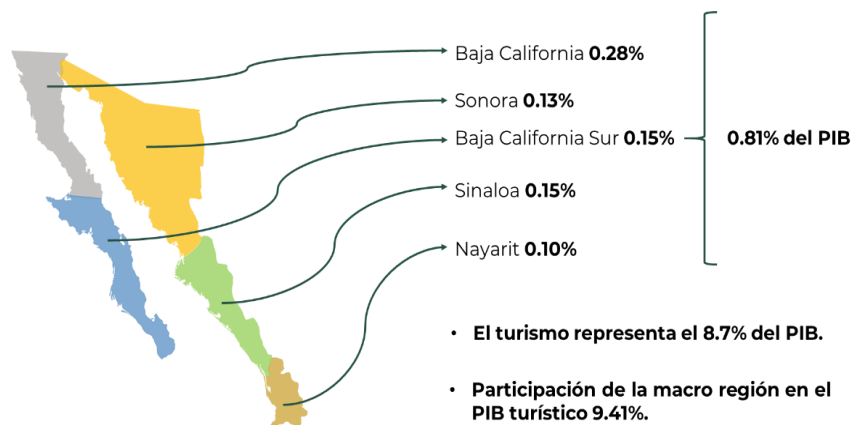 Baja California 0.28%
Sonora 0.13%
Baja California Sur 0.15%
0.81% del PIB
Sinaloa 0.15%
Nayarit 0.10%
• El turismo representa el 8.7% del PIB.
• Participación de la macro región en el
PIB turístico 9.41%.